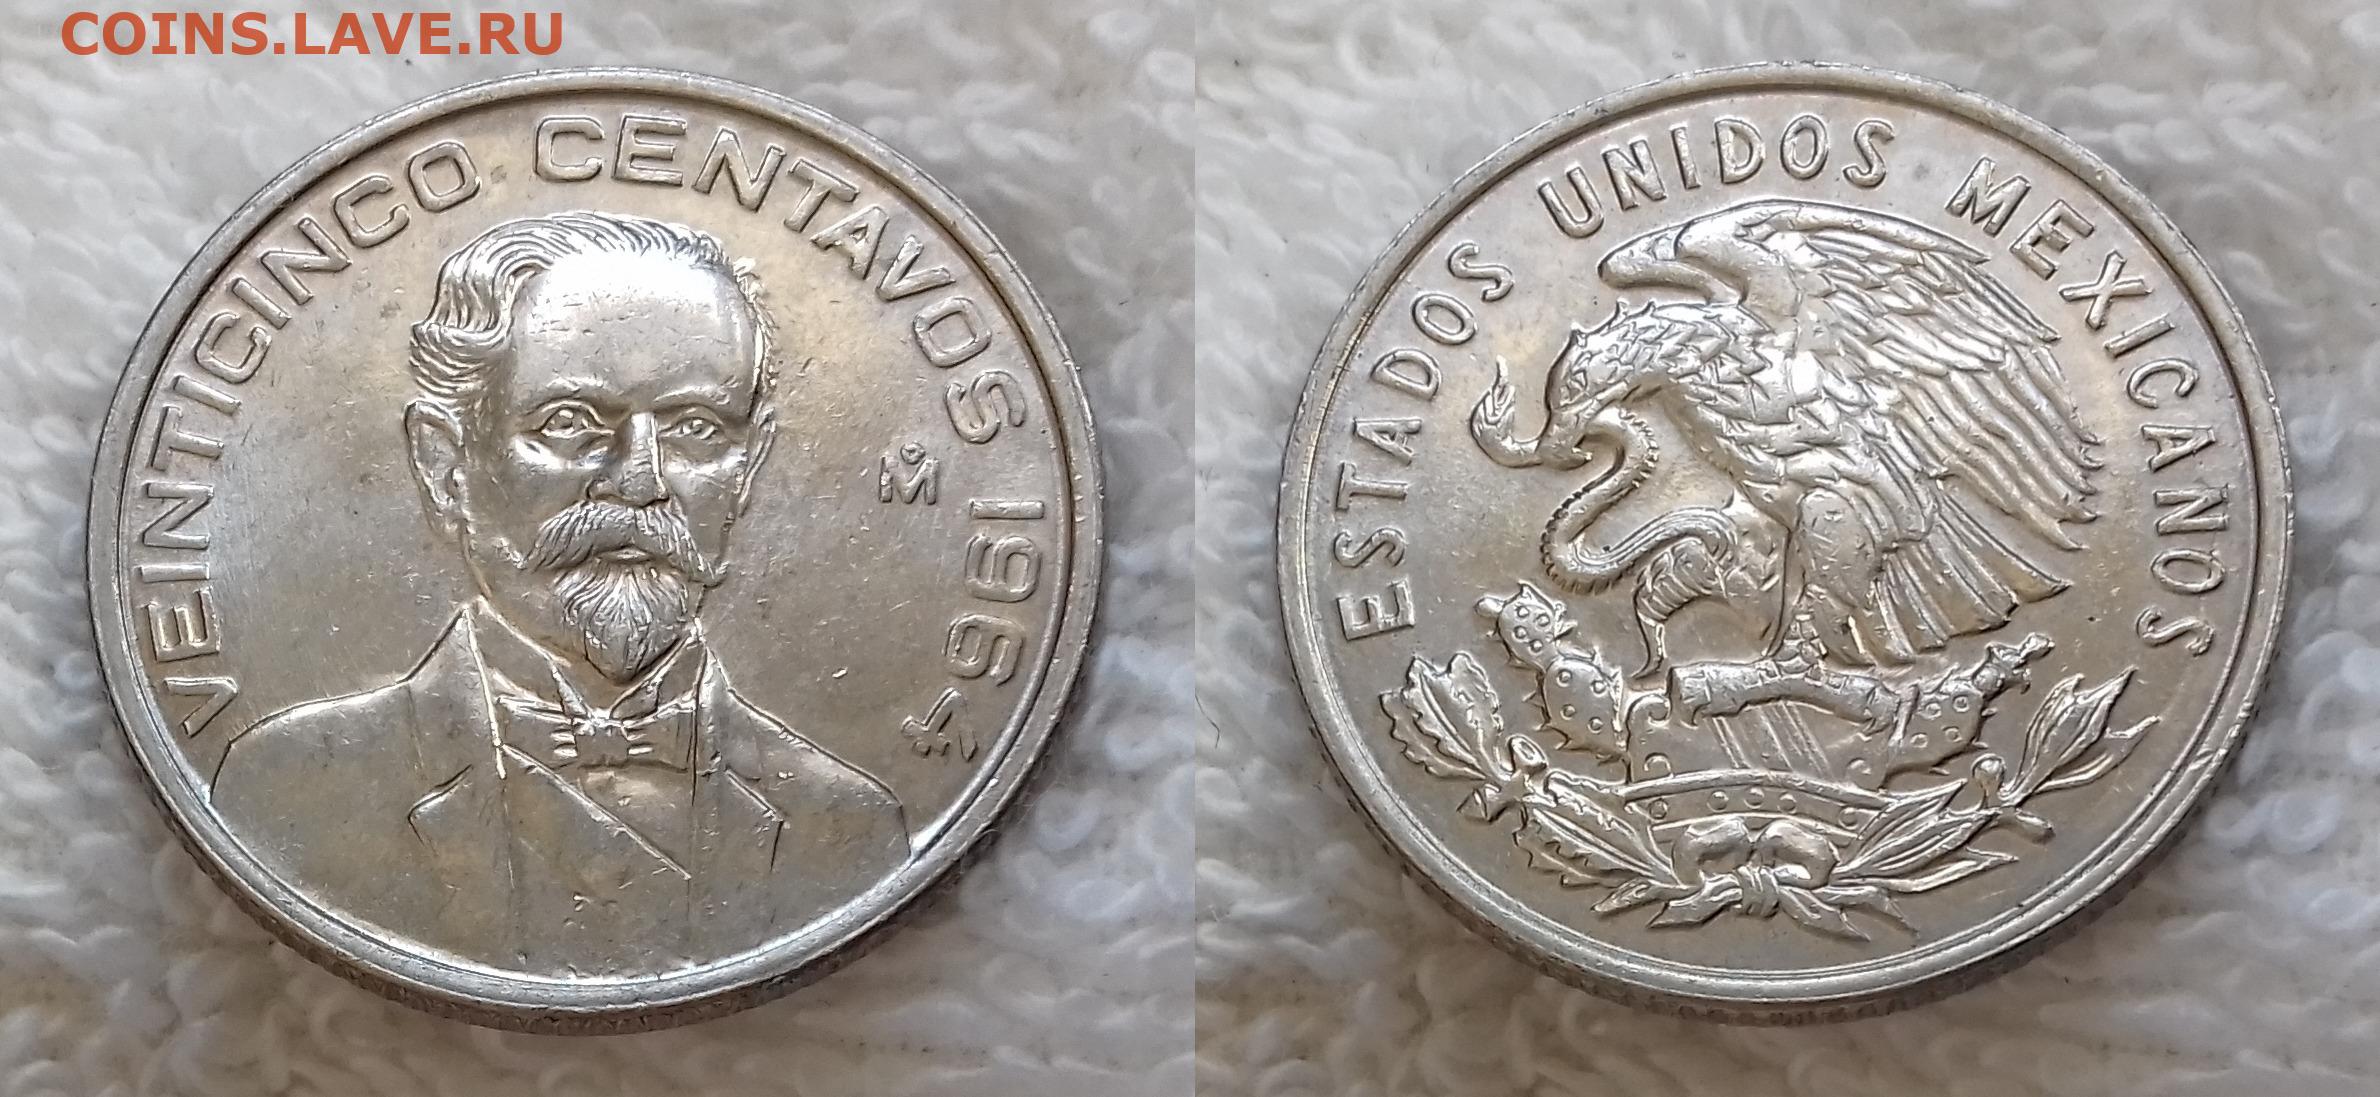 COINS.LAVE.RU
VEINTICINCO CENTAVOS 1964
Mo
ESTADOS UNIDOS MEXICANOS